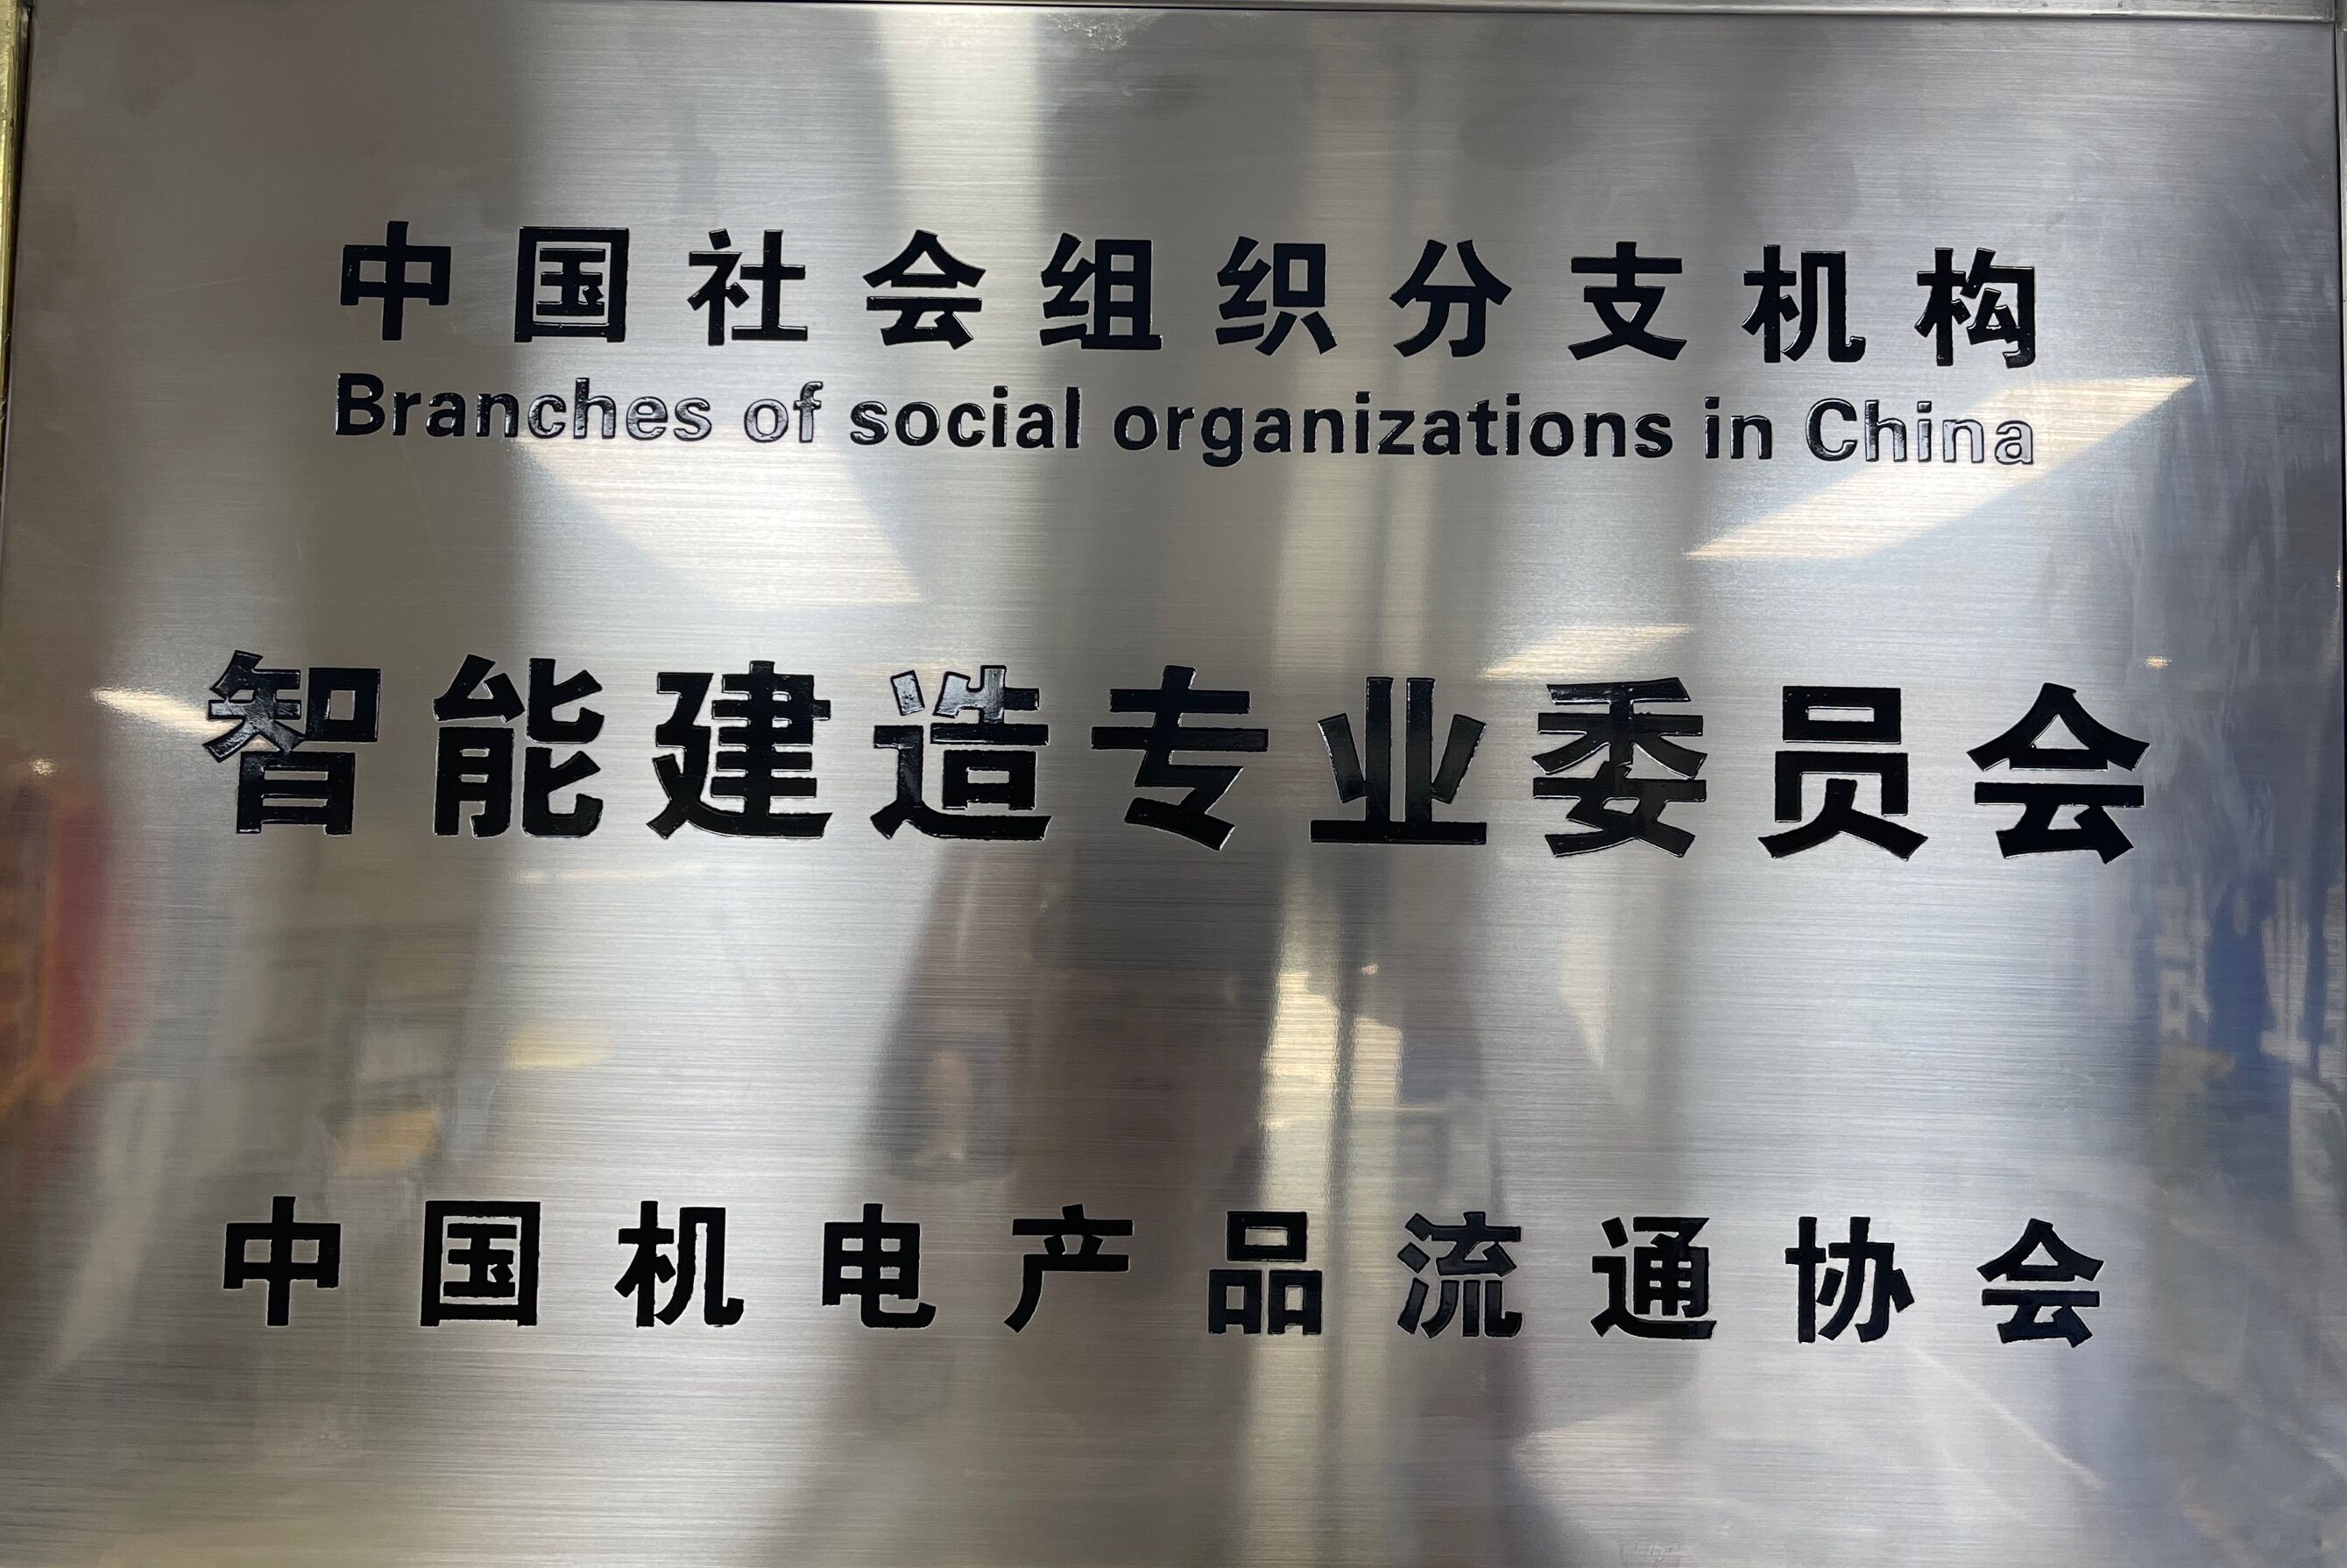 中国社会组织分支机构
Branches of social organizations in China
智能建造专业委员会
中国机电产品流通协会